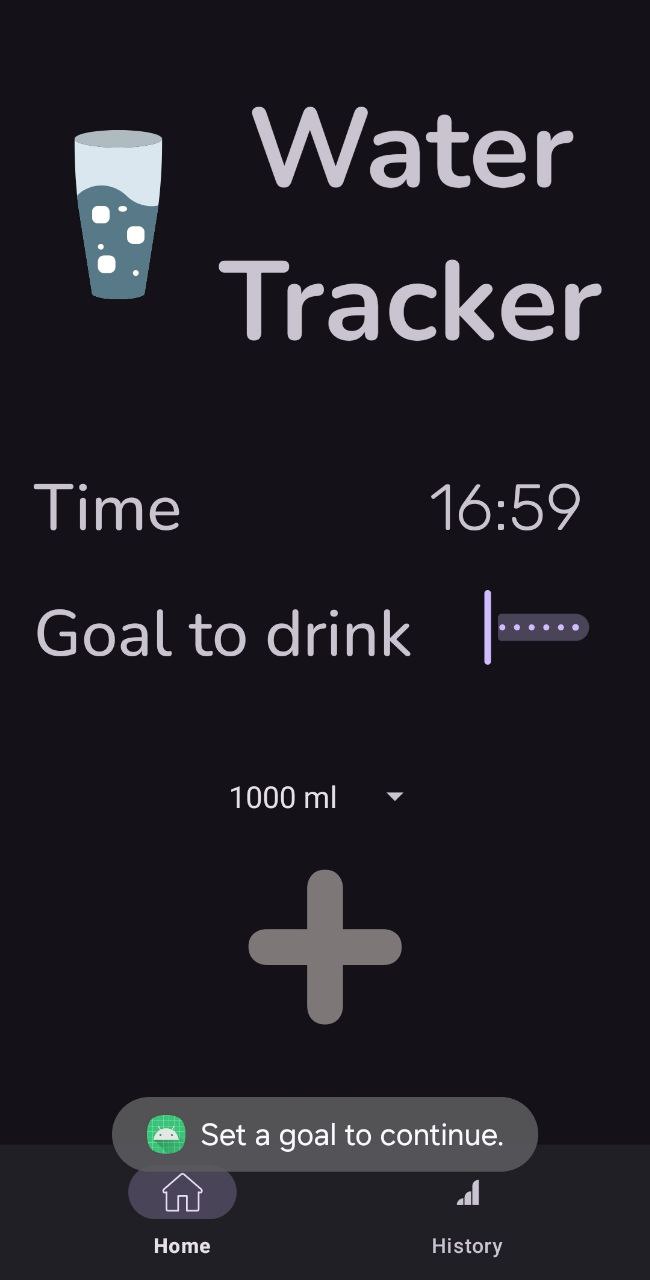 Water
Tracker
Time 16:59
Goal to drink
1000 ml
Set a goal to continue.
Home History